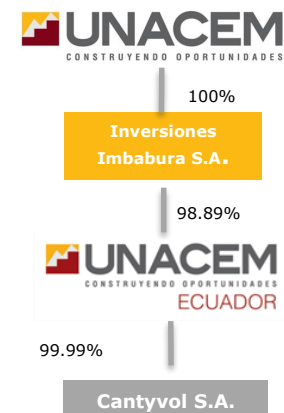 UNACEM
CONSTRUYENDO OPORTUNIDADES
100%
Inversiones
Imbabura S.A.
98.89%
UNACEM
CONSTRUYENDO OPORTUNIDADES
ECUADOR
99.99%
Cantyvol S.A.